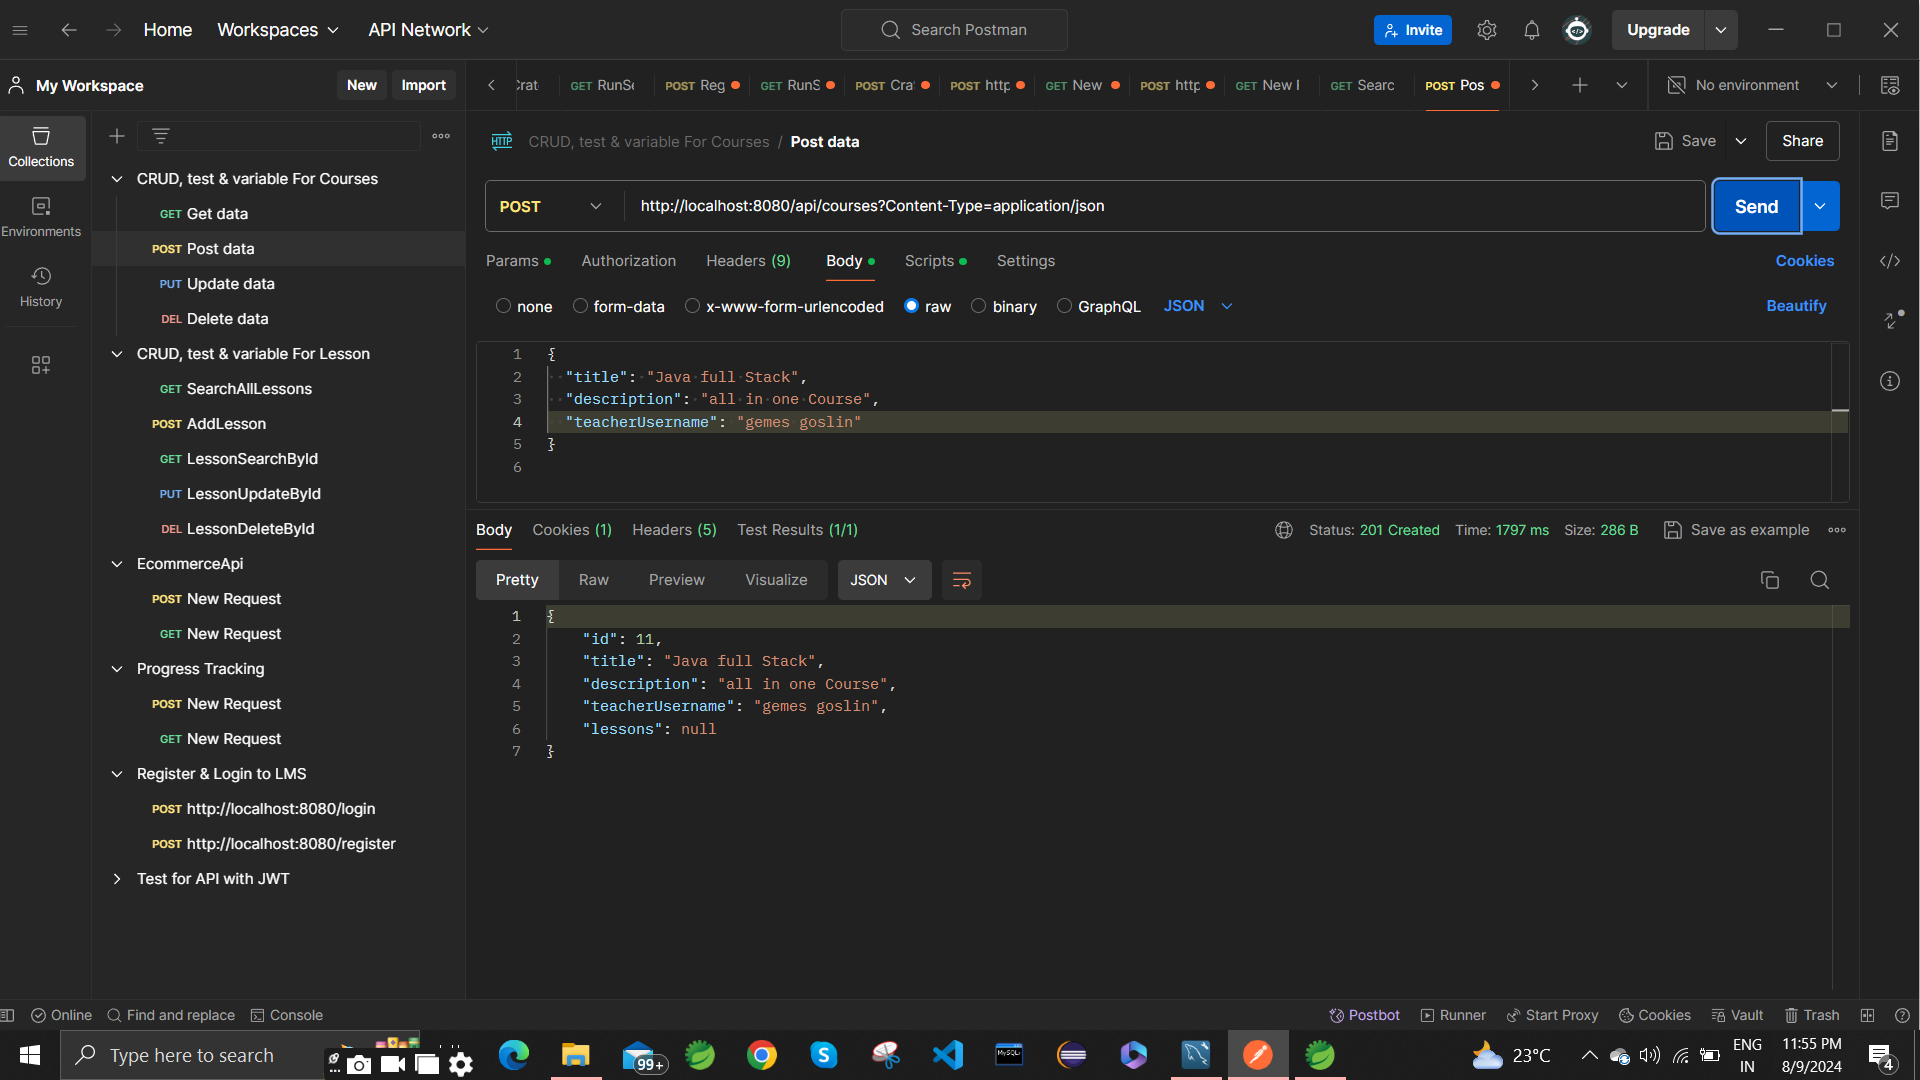 Home Workspaces API Network Search Postman Invite Upgrade
My Workspace New Import
Crate GET RunSe POST Reg GET RunS POST Cra POST http GET New POST http GET New GET Searc POST Pos No environment
Collections
Environments
History
CRUD, test & variable For Courses
GET Get data
POST Post data
PUT Update data
DEL Delete data
CRUD, test & variable For Lesson
GET SearchAllLessons
POST AddLesson
GET LessonSearchById
PUT LessonUpdateById
DEL LessonDeleteById
EcommerceApi
POST New Request
GET New Request
Progress Tracking
POST New Request
GET New Request
Register & Login to LMS
POST http://localhost:8080/login
POST http://localhost:8080/register
Test for API with JWT
HTTP CRUD, test & variable For Courses / Post data Save Share
POST http://localhost:8080/api/courses?Content-Type=application/json Send
Params Authorization Headers (9) Body Scripts Settings Cookies
none form-data x-www-form-urlencoded raw binary GraphQL JSON Beautify
1 {
2 "title": "Java full Stack",
3 "description": "all in one Course",
4 "teacherUsername": "gemes goslin"
5 }
6
Body Cookies (1) Headers (5) Test Results (1/1) Status: 201 Created Time: 1797 ms Size: 286 B Save as example
Pretty Raw Preview Visualize JSON
1 {
2 "id": 11,
3 "title": "Java full Stack",
4 "description": "all in one Course",
5 "teacherUsername": "gemes goslin",
6 "lessons": null
7 }
Online Find and replace Console Postbot Runner Start Proxy Cookies Vault Trash
Type here to search 99+ MySQL 23°C ENG IN 11:55 PM 8/9/2024 4